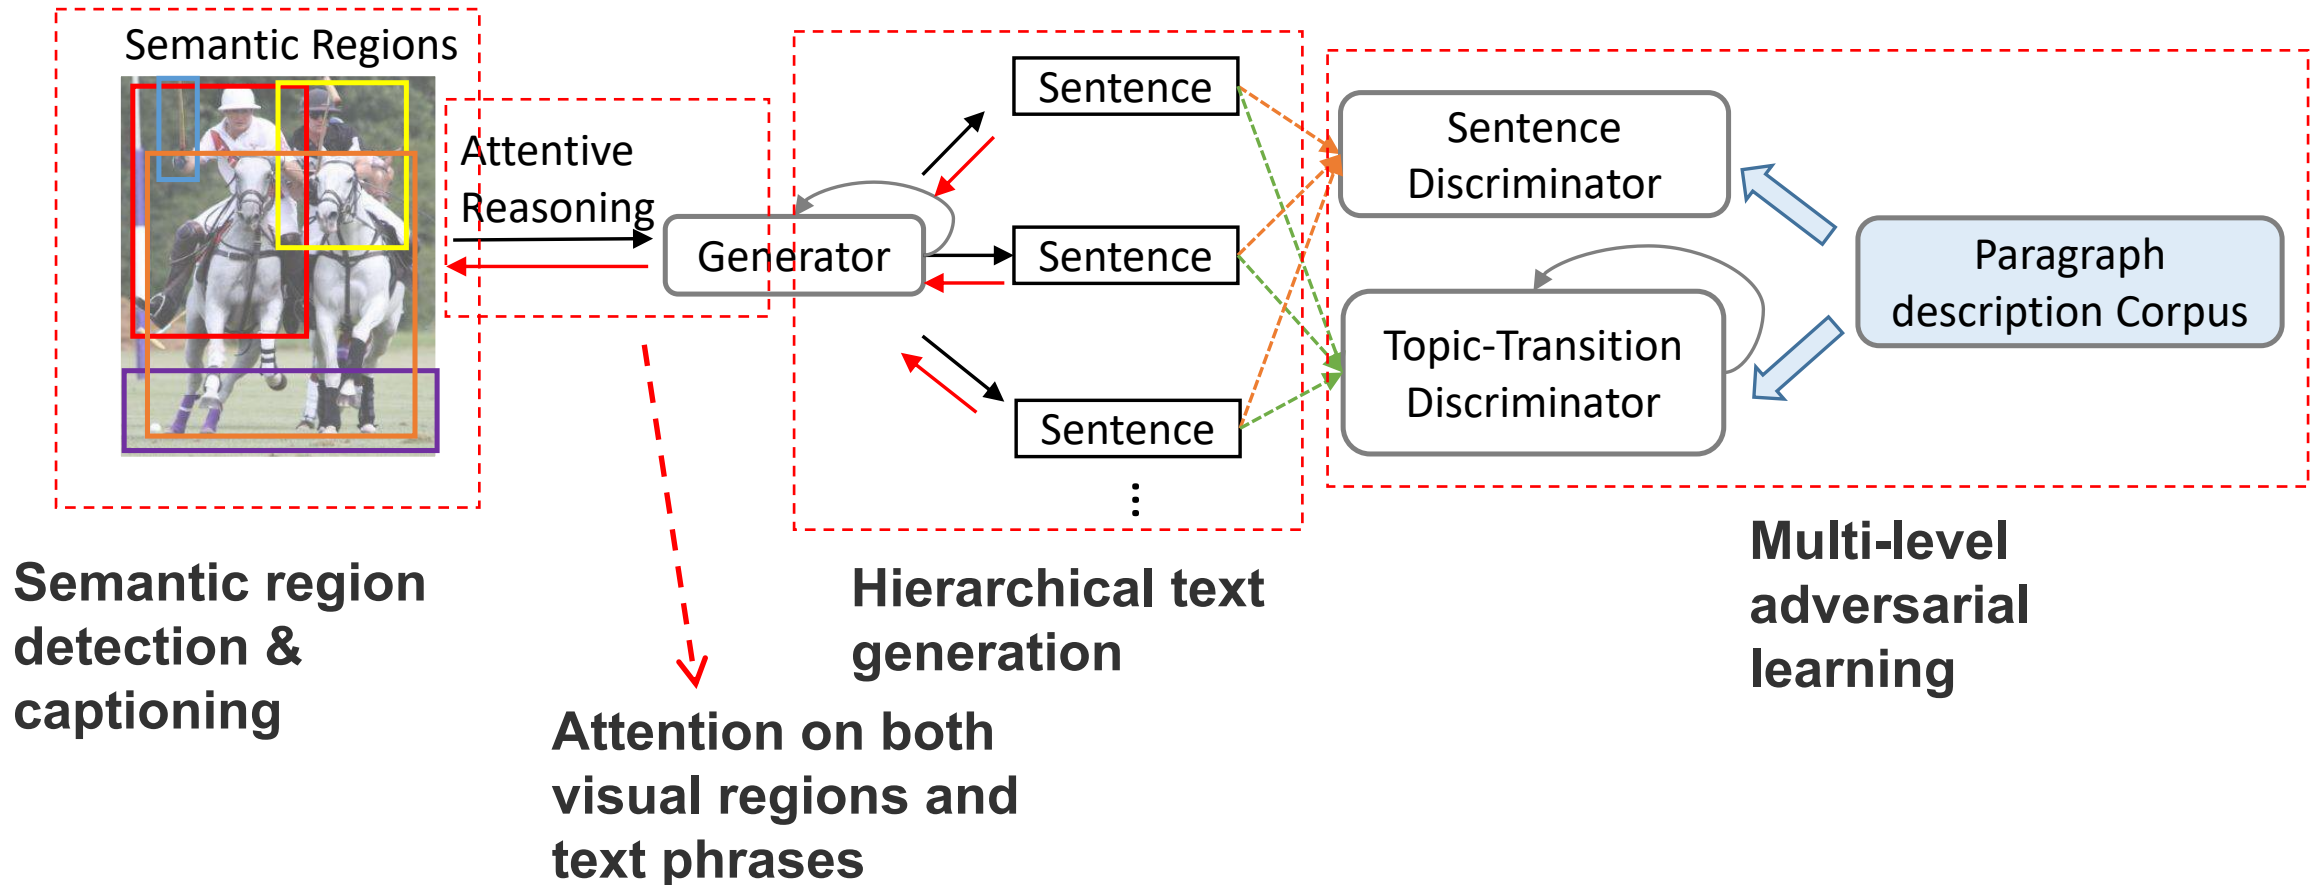 Semantic Regions
Attentive
Reasoning
Generator
Sentence
Sentence
Sentence
...
Sentence
Discriminator
Topic-Transition
Discriminator
Paragraph
description Corpus
Semantic region
detection &
captioning
Attention on both
visual regions and
text phrases
Hierarchical text
generation
Multi-level
adversarial
learning